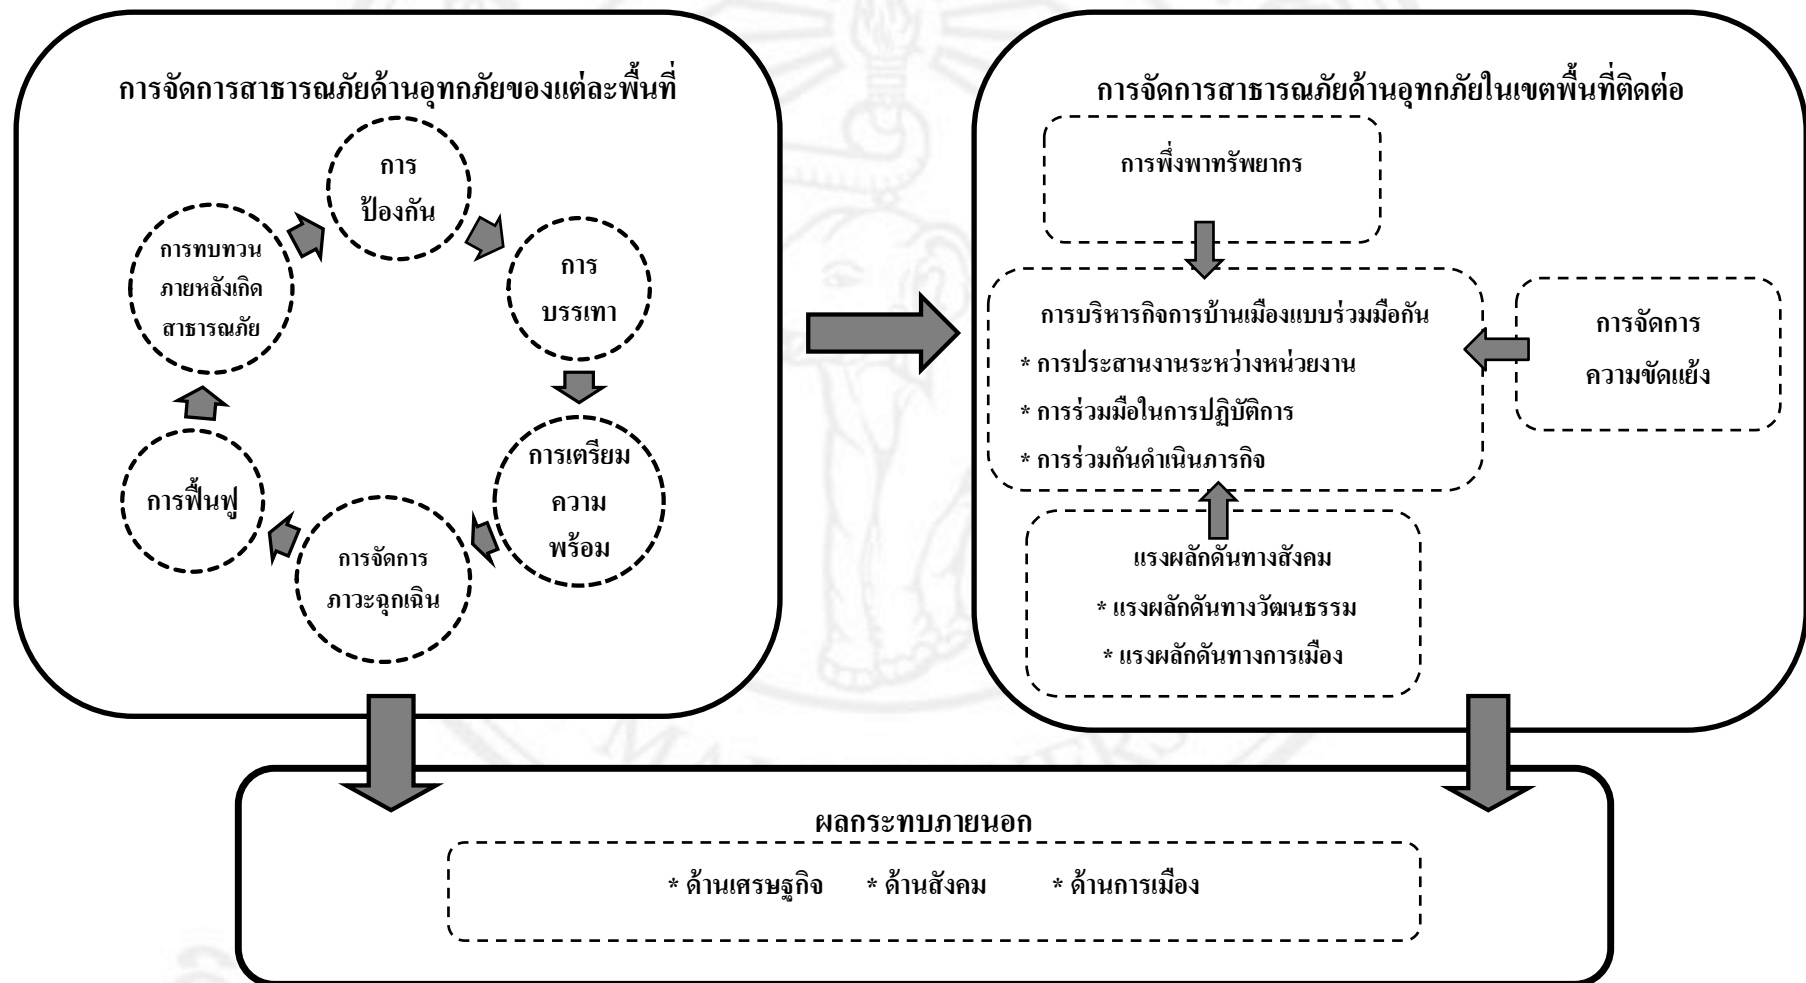 การจัดการสาธารณภัยด้านอุทกภัยของแต่ละพื้นที่
การ
ป้องกัน
การ
บรรเทา
การเตรียม
ความ
พร้อม
การจัดการ
ภาวะฉุกเฉิน
การฟื้นฟู
การทบทวน
ภายหลังเกิด
สาธารณภัย
การจัดการสาธารณภัยด้านอุทกภัยในเขตพื้นที่ติดต่อ
การพึ่งพาทรัพยากร
การบริหารกิจการบ้านเมืองแบบร่วมมือกัน
* การประสานงานระหว่างหน่วยงาน
* การร่วมมือในการปฏิบัติการ
* การร่วมกันดำเนินภารกิจ
การจัดการ
ความขัดแย้ง
แรงผลักดันทางสังคม
* แรงผลักดันทางวัฒนธรรม
* แรงผลักดันทางการเมือง
ผลกระทบภายนอก
* ด้านเศรษฐกิจ * ด้านสังคม * ด้านการเมือง